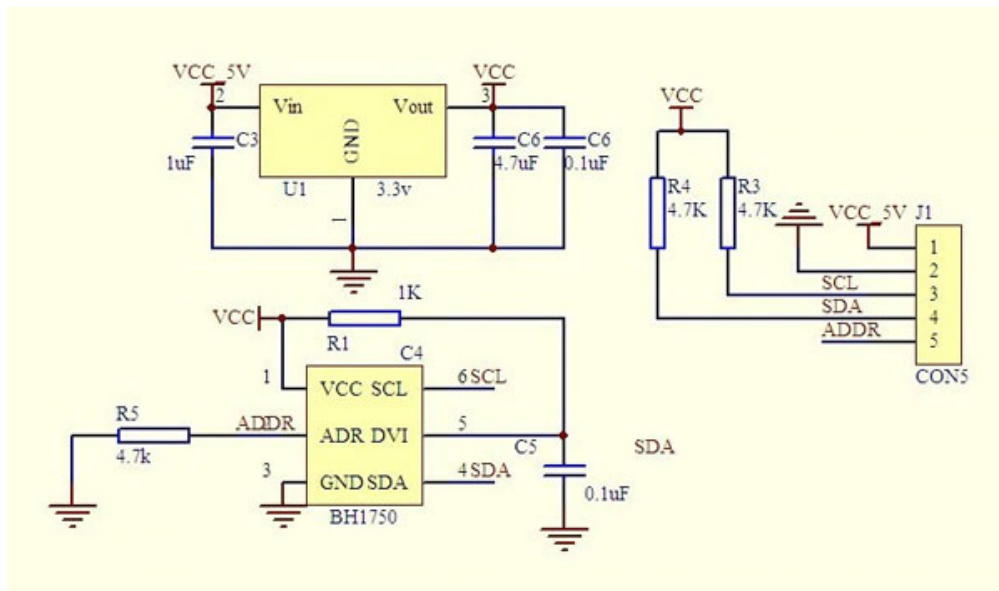 VCC_5V
VCC
2
Vin
Vout
3
GND
C3
1uF
C6
4.7uF
C6
0.1uF
U1
3.3v
1
VCC
R4
4.7K
R3
4.7K
VCC_5V
J1
1
2
SCL
3
SDA
4
ADDR
5
CON5
VCC
1K
R1
C4
1
VCC SCL
6 SCL
R5
4.7k
ADDR
ADR DVI
5
C5
SDA
3
GND SDA
4 SDA
0.1uF
BH1750